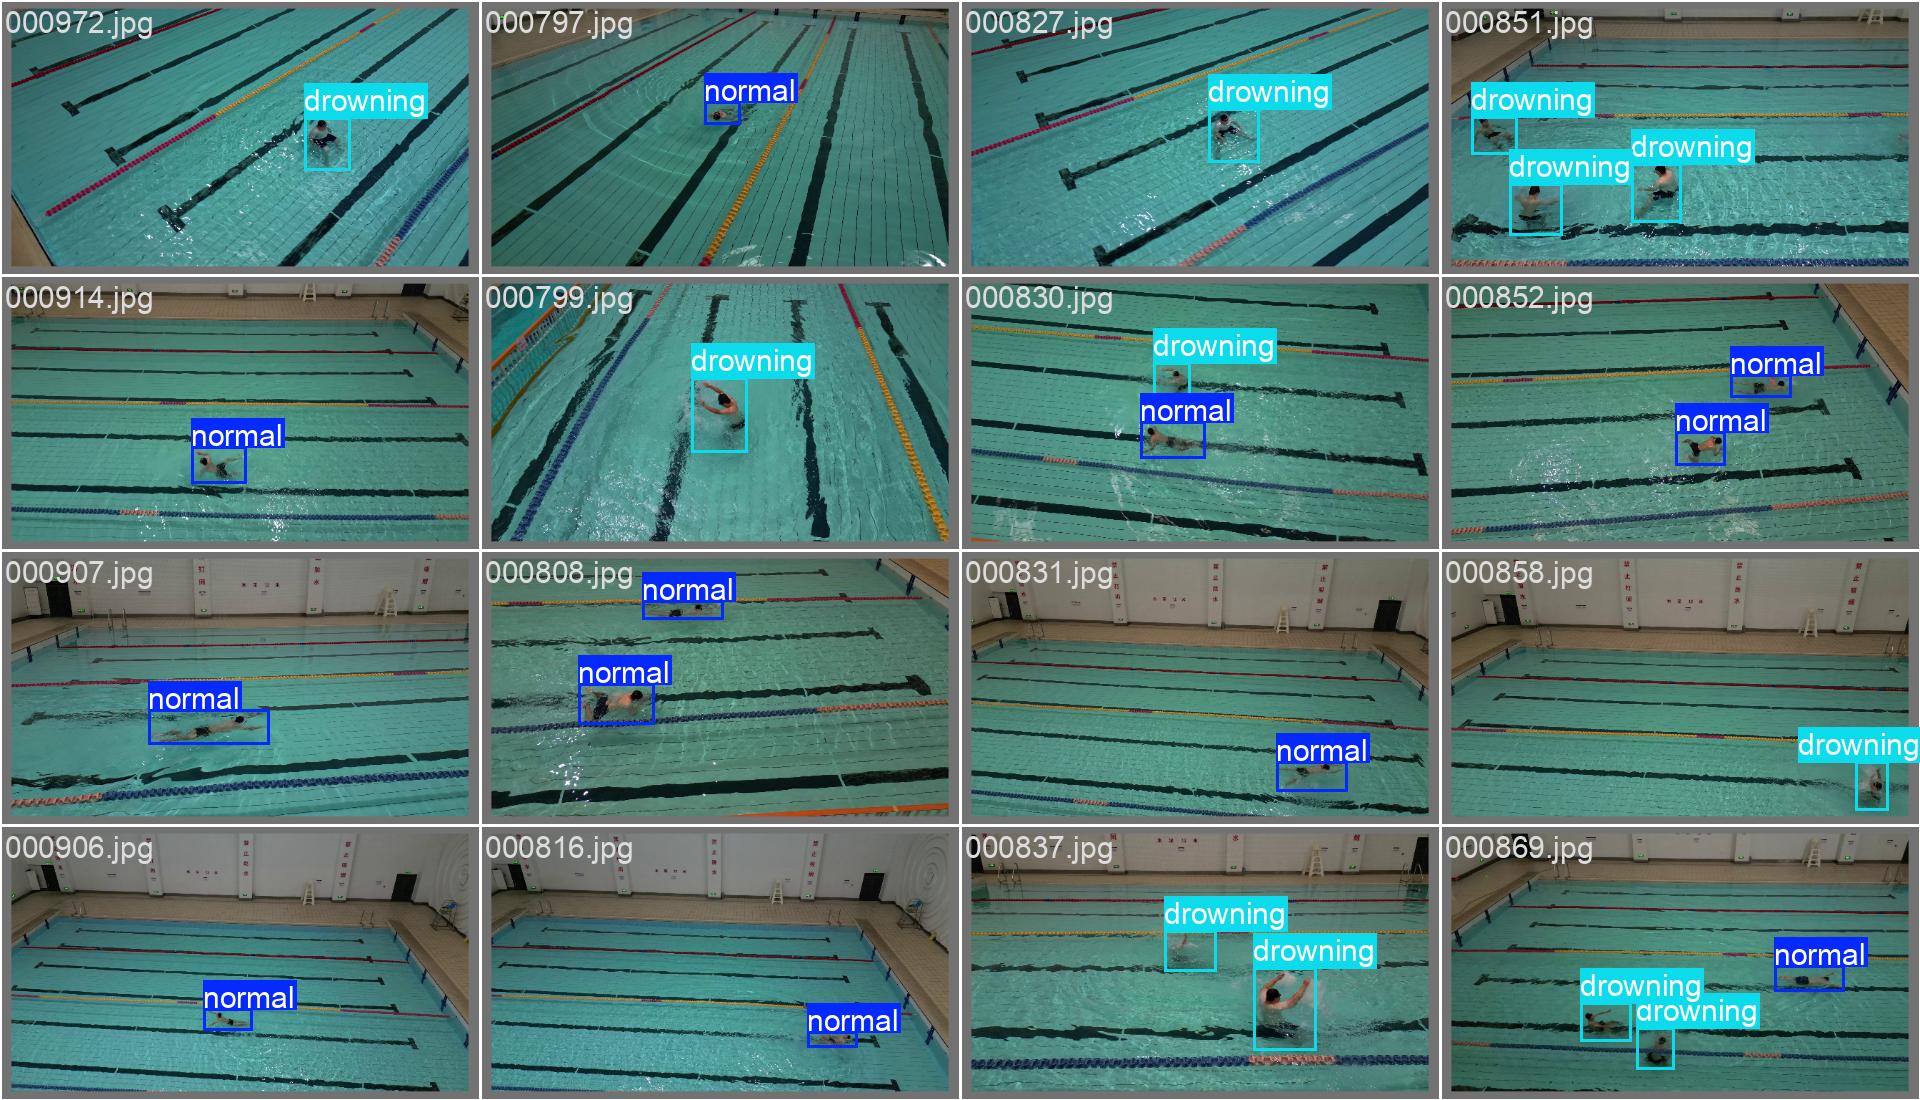 000972.jpg
drowning
000797.jpg
normal
000827.jpg
drowning
000851.jpg
drowning
drowning
drowning
000914.jpg
normal
000799.jpg
drowning
000830.jpg
drowning
normal
000852.jpg
normal
normal
000907.jpg
normal
000808.jpg
normal
normal
000831.jpg
normal
000858.jpg
drowning
000906.jpg
normal
000816.jpg
normal
000837.jpg
drowning
drowning
000869.jpg
normal
drowning
drowning